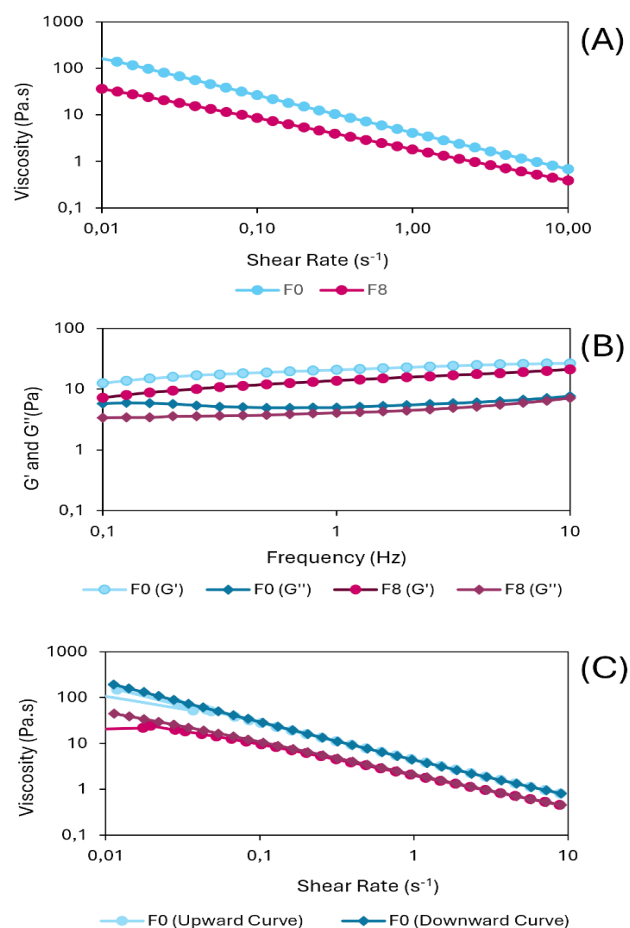 (A)
Viscosity (Pa.s)
1000
100
10
1
0,1
0,01 0,10 1,00 10,00
Shear Rate (s⁻¹)
F0 F8
(B)
G' and G"(Pa)
100
10
1
0,1
0,1 1 10
Frequency (Hz)
F0 (G') F0 (G") F8 (G') F8 (G")
(C)
Viscosity (Pa.s)
1000
100
10
1
0,1
0,01 0,1 1 10
Shear Rate (s⁻¹)
F0 (Upward Curve) F0 (Downward Curve)